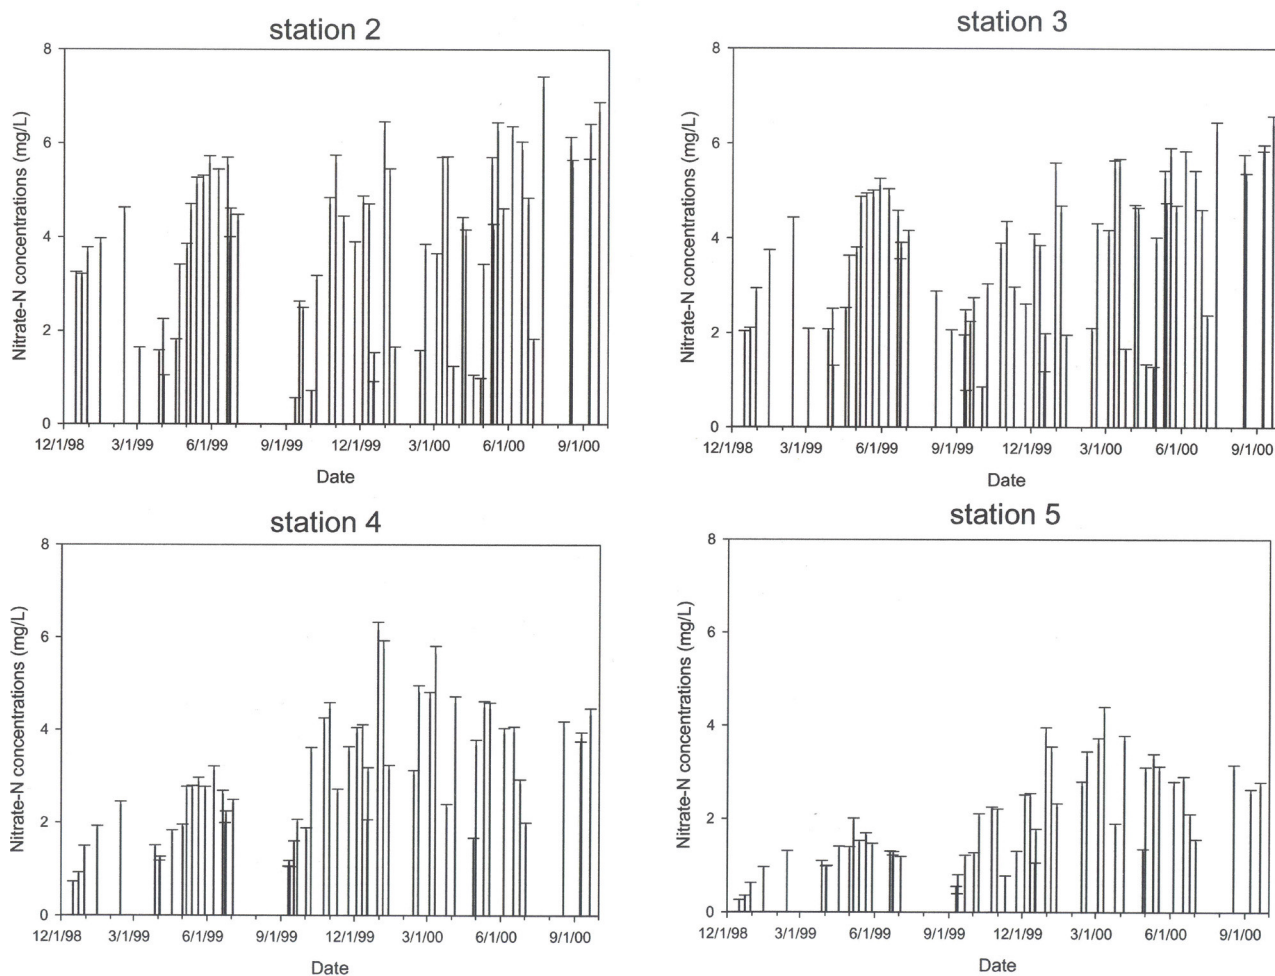 station 2
8
6
4
2
0
Nitrate-N concentrations (mg/L)
12/1/98 3/1/99 6/1/99 9/1/99 12/1/99 3/1/00 6/1/00 9/1/00
Date
station 3
8
6
4
2
0
Nitrate-N concentrations (mg/L)
12/1/98 3/1/99 6/1/99 9/1/99 12/1/99 3/1/00 6/1/00 9/1/00
Date
station 4
8
6
4
2
0
Nitrate-N concentrations (mg/L)
12/1/98 3/1/99 6/1/99 9/1/99 12/1/99 3/1/00 6/1/00 9/1/00
Date
station 5
8
6
4
2
0
Nitrate-N concentrations (mg/L)
12/1/98 3/1/99 6/1/99 9/1/99 12/1/99 3/1/00 6/1/00 9/1/00
Date